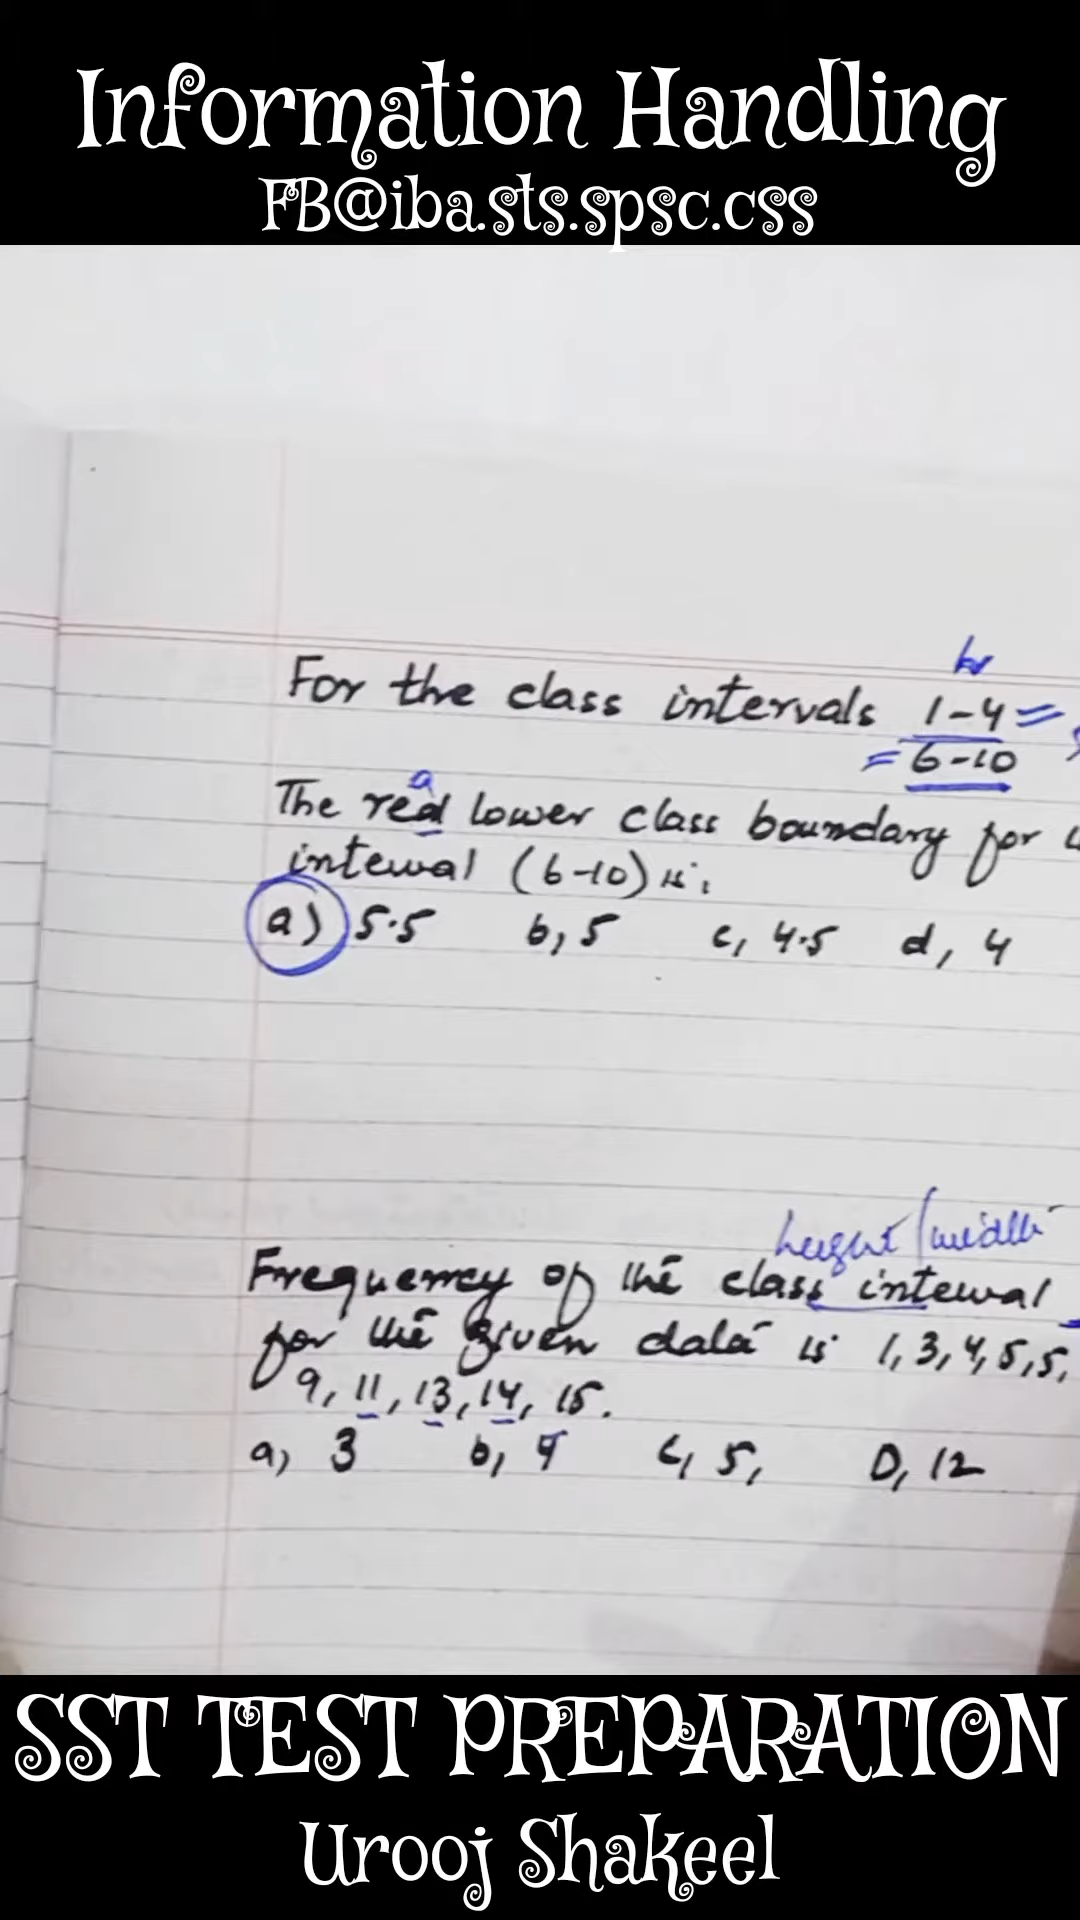 Information Handling
FB@iba.sts.spsc.css
For the class intervals 1-4 =
= 6-10
a
The real lower class boundary for
interval (6-10) is:
a) 5.5 b, 5 c, 4.5 d, 4
height / width
Frequency of the class interval
for the given data is 1, 3, 4, 5, 5,
9, 11, 13, 14, 15.
a, 3 b, 4 c, 5, D, 12
SST TEST PREPARATION
Urooj Shakeel